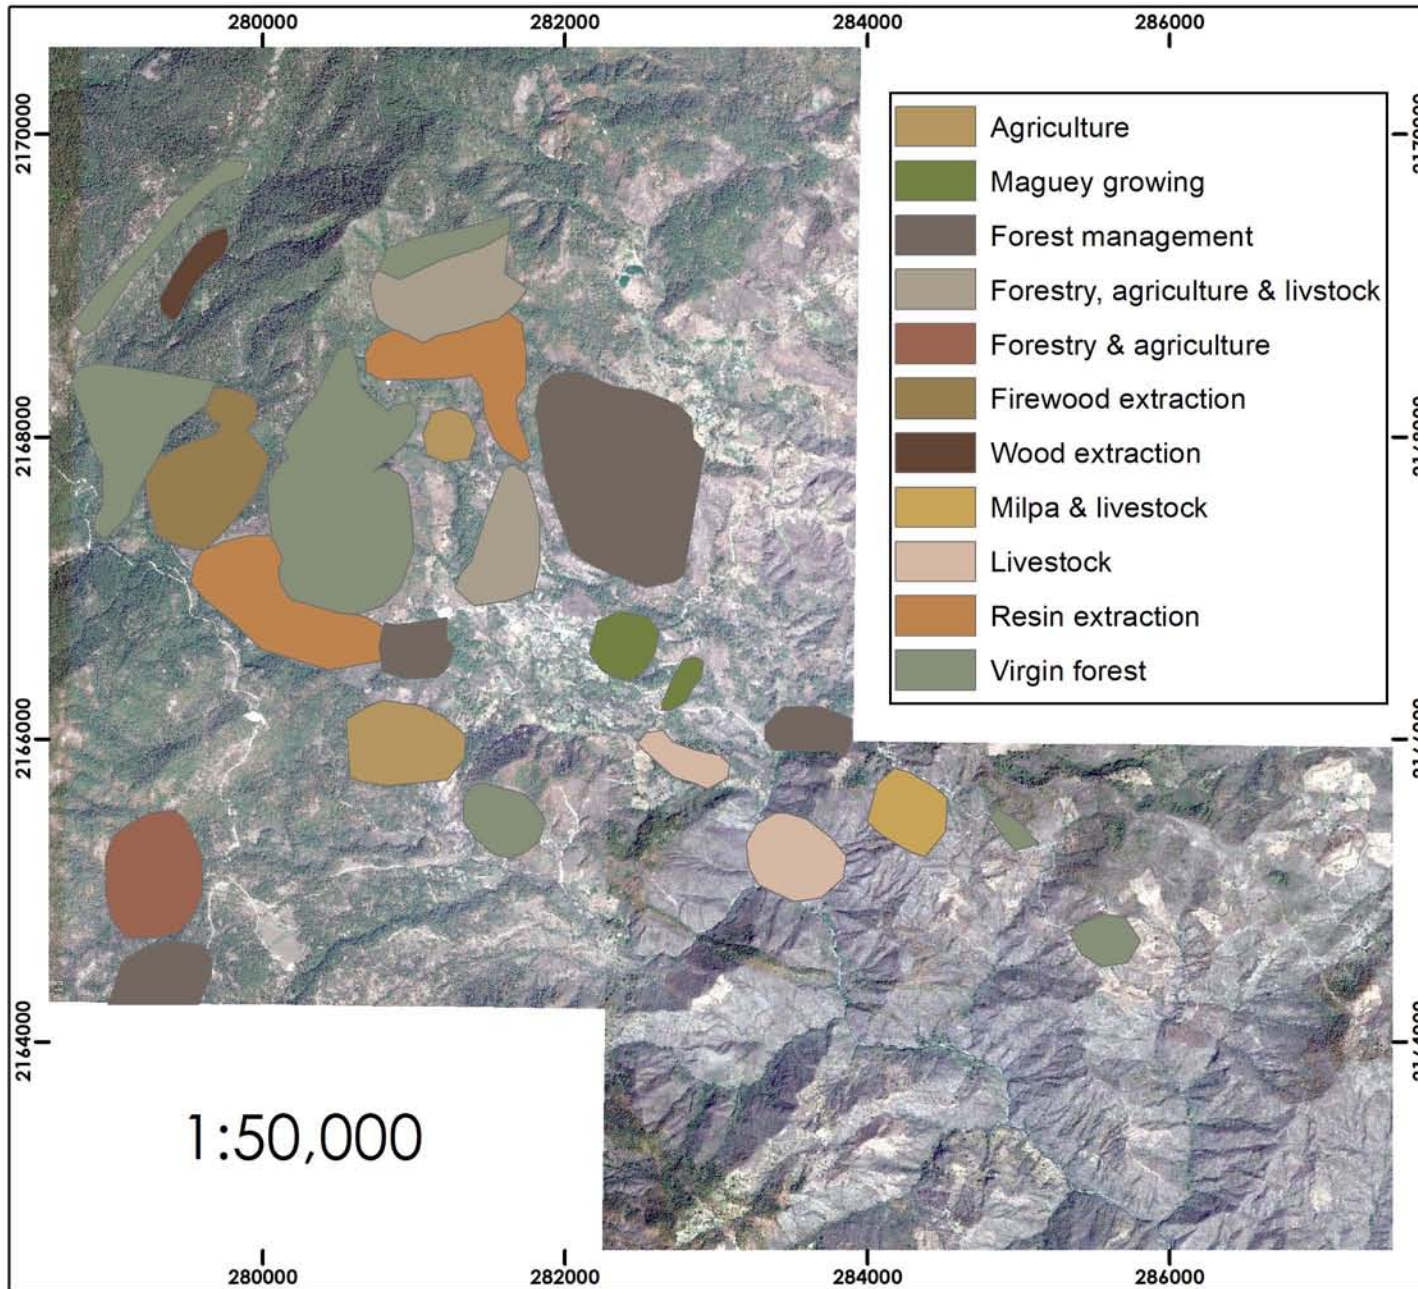 280000 282000 284000 286000
2170000
2168000
2166000
2164000
Agriculture
Maguey growing
Forest management
Forestry, agriculture & livstock
Forestry & agriculture
Firewood extraction
Wood extraction
Milpa & livestock
Livestock
Resin extraction
Virgin forest
1:50,000
280000 282000 284000 286000